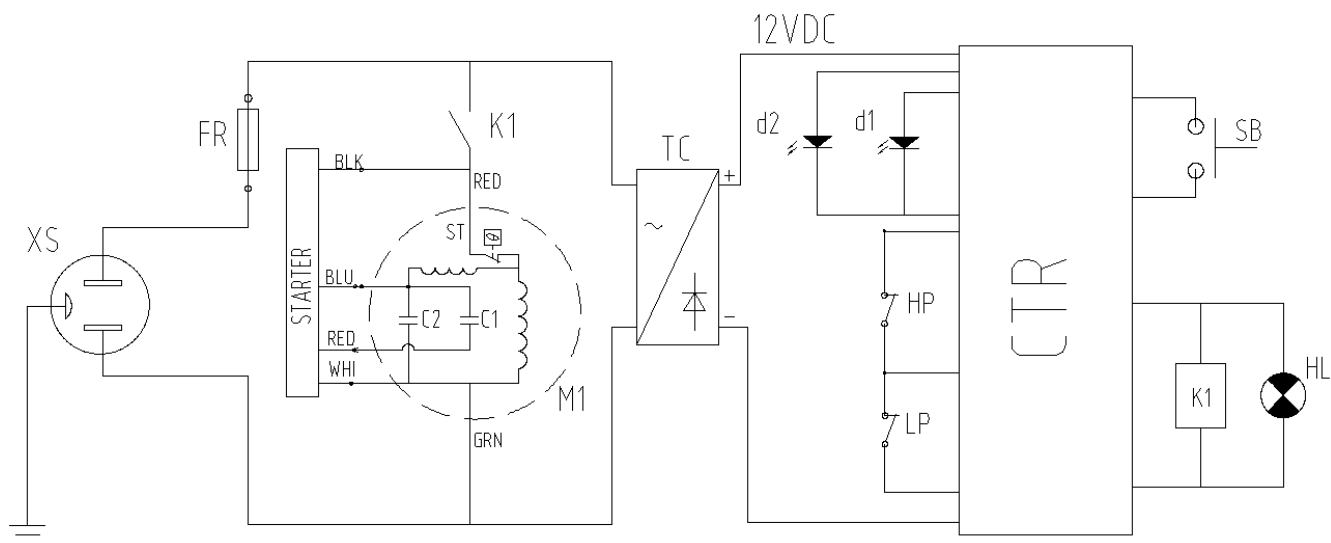 12VDC
d2
d1
SB
FR
K1
TC
BLK
RED
XS
ST
θ
+
~
STARTER
BLU
C2
C1
HP
CTR
RED
WHI
M1
−
K1
HL
LP
GRN